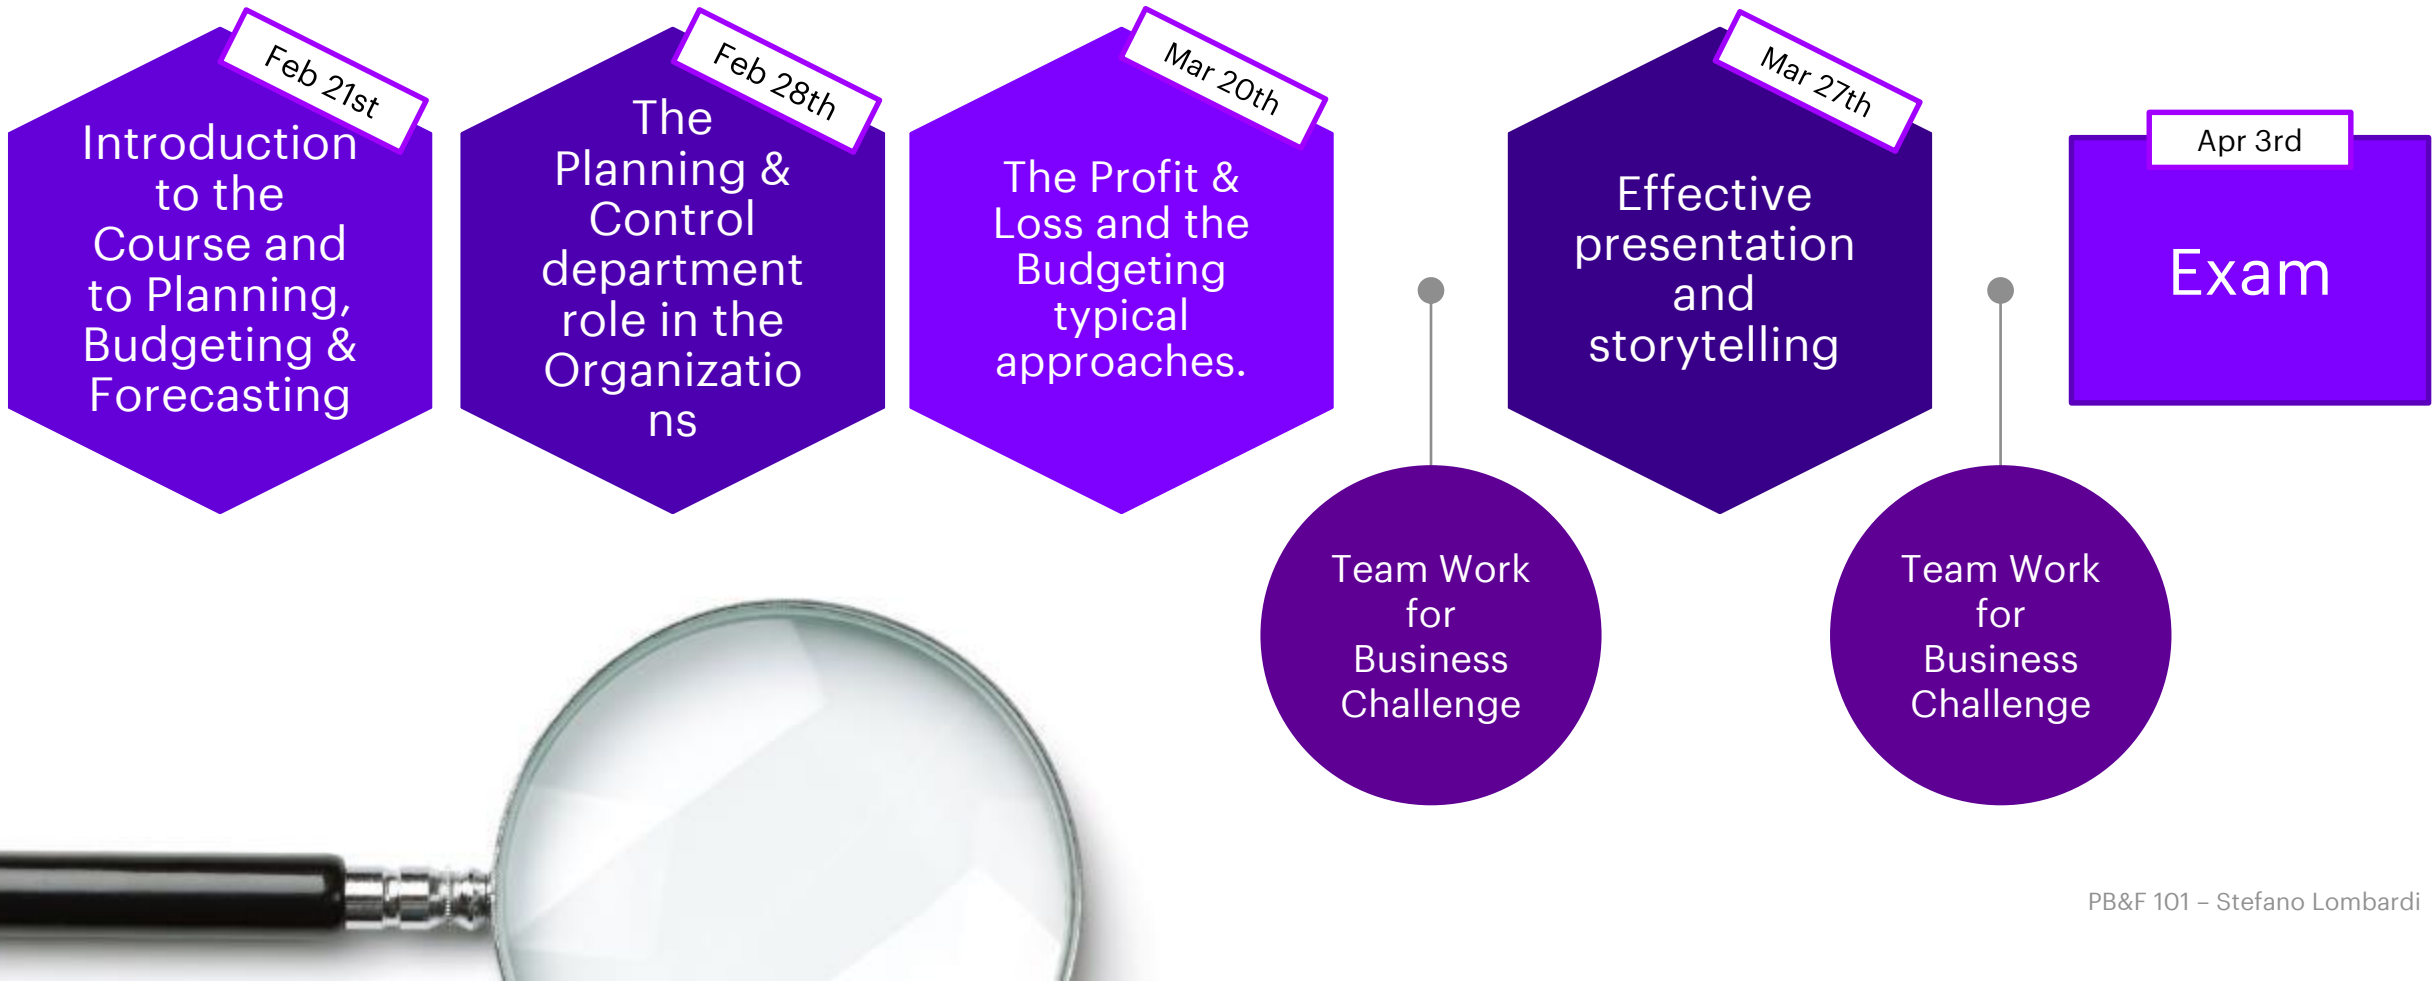 Feb 21st
Introduction
to the
Course and
to Planning,
Budgeting &
Forecasting
Feb 28th
The
Planning &
Control
department
role in the
Organizatio
ns
Mar 20th
The Profit &
Loss and the
Budgeting
typical
approaches.
Team Work
for
Business
Challenge
Mar 27th
Effective
presentation
and
storytelling
Team Work
for
Business
Challenge
Apr 3rd
Exam
PB&F 101 – Stefano Lombardi